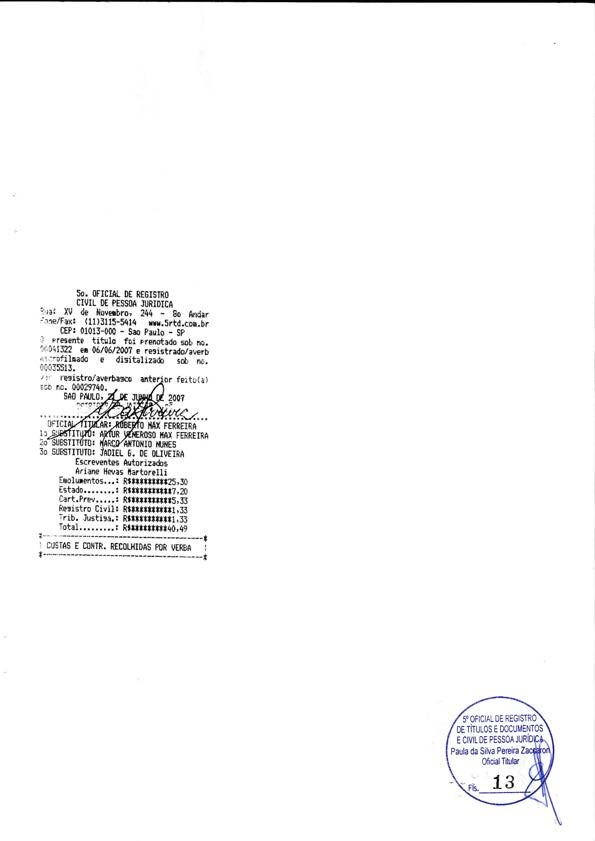 5o. OFICIAL DE REGISTRO
CIVIL DE PESSOA JURIDICA
Rua: XV de Novembro, 244 - 8o Andar
Fone/Fax: (11)3115-5414 www.5rtd.com.br
CEP: 01013-000 - Sao Paulo - SP
O presente titulo foi prenotado sob no.
00041322 em 06/06/2007 e registrado/averb
microfilmado e digitalizado sob no.
00035513.
registro/averbacao anterior feito(a)
sob no. 00029740.
SAO PAULO, 21 DE JUNHO DE 2007
OFICIAL TITULAR: ROBERTO MAX FERREIRA
1o SUBSTITUTO: ARTUR VENEROSO MAX FERREIRA
2o SUBSTITUTO: MARCO ANTONIO NUNES
3o SUBSTITUTO: JADIEL G. DE OLIVEIRA
Escreventes Autorizados
Ariane Hevas Martorelli
Emolumentos...: R$**********25,30
Estado........: R$***********7,20
Cart.Prev.....: R$***********5,33
Registro Civil: R$***********1,33
Trib. Justiça.: R$***********1,33
Total.........: R$**********40,49
*----------------------------------*
! CUSTAS E CONTR. RECOLHIDAS POR VERBA !
*----------------------------------*
5º OFICIAL DE REGISTRO
DE TÍTULOS E DOCUMENTOS
E CIVIL DE PESSOA JURÍDICA
Paula da Silva Pereira Zaccaron
Oficial Titular
Fls. 13